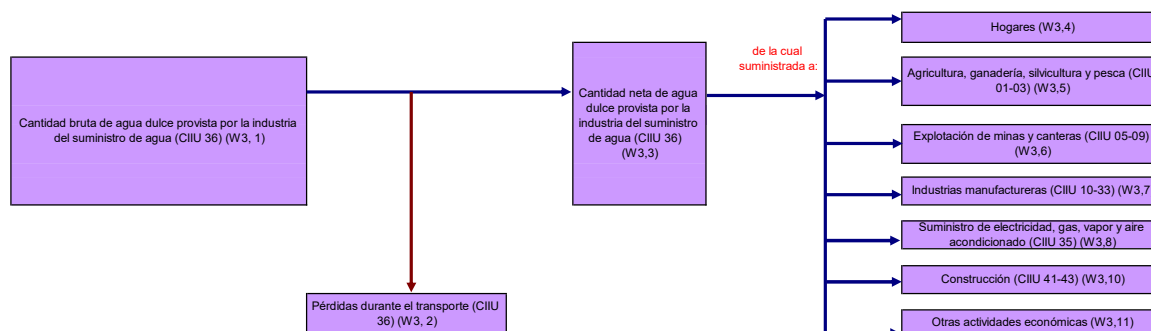 Cantidad bruta de agua dulce provista por la industria
del suministro de agua (CIIU 36) (W3, 1)
Pérdidas durante el transporte (CIIU
36) (W3, 2)
Cantidad neta de agua
dulce provista por la
industria del suministro
de agua (CIIU 36)
(W3,3)
de la cual
suministrada a:
Hogares (W3,4)
Agricultura, ganadería, silvicultura y pesca (CIIU
01-03) (W3,5)
Explotación de minas y canteras (CIIU 05-09)
(W3,6)
Industrias manufactureras (CIIU 10-33) (W3,7
Suministro de electricidad, gas, vapor y aire
acondicionado (CIIU 35) (W3,8)
Construcción (CIIU 41-43) (W3,10)
Otras actividades económicas (W3,11)